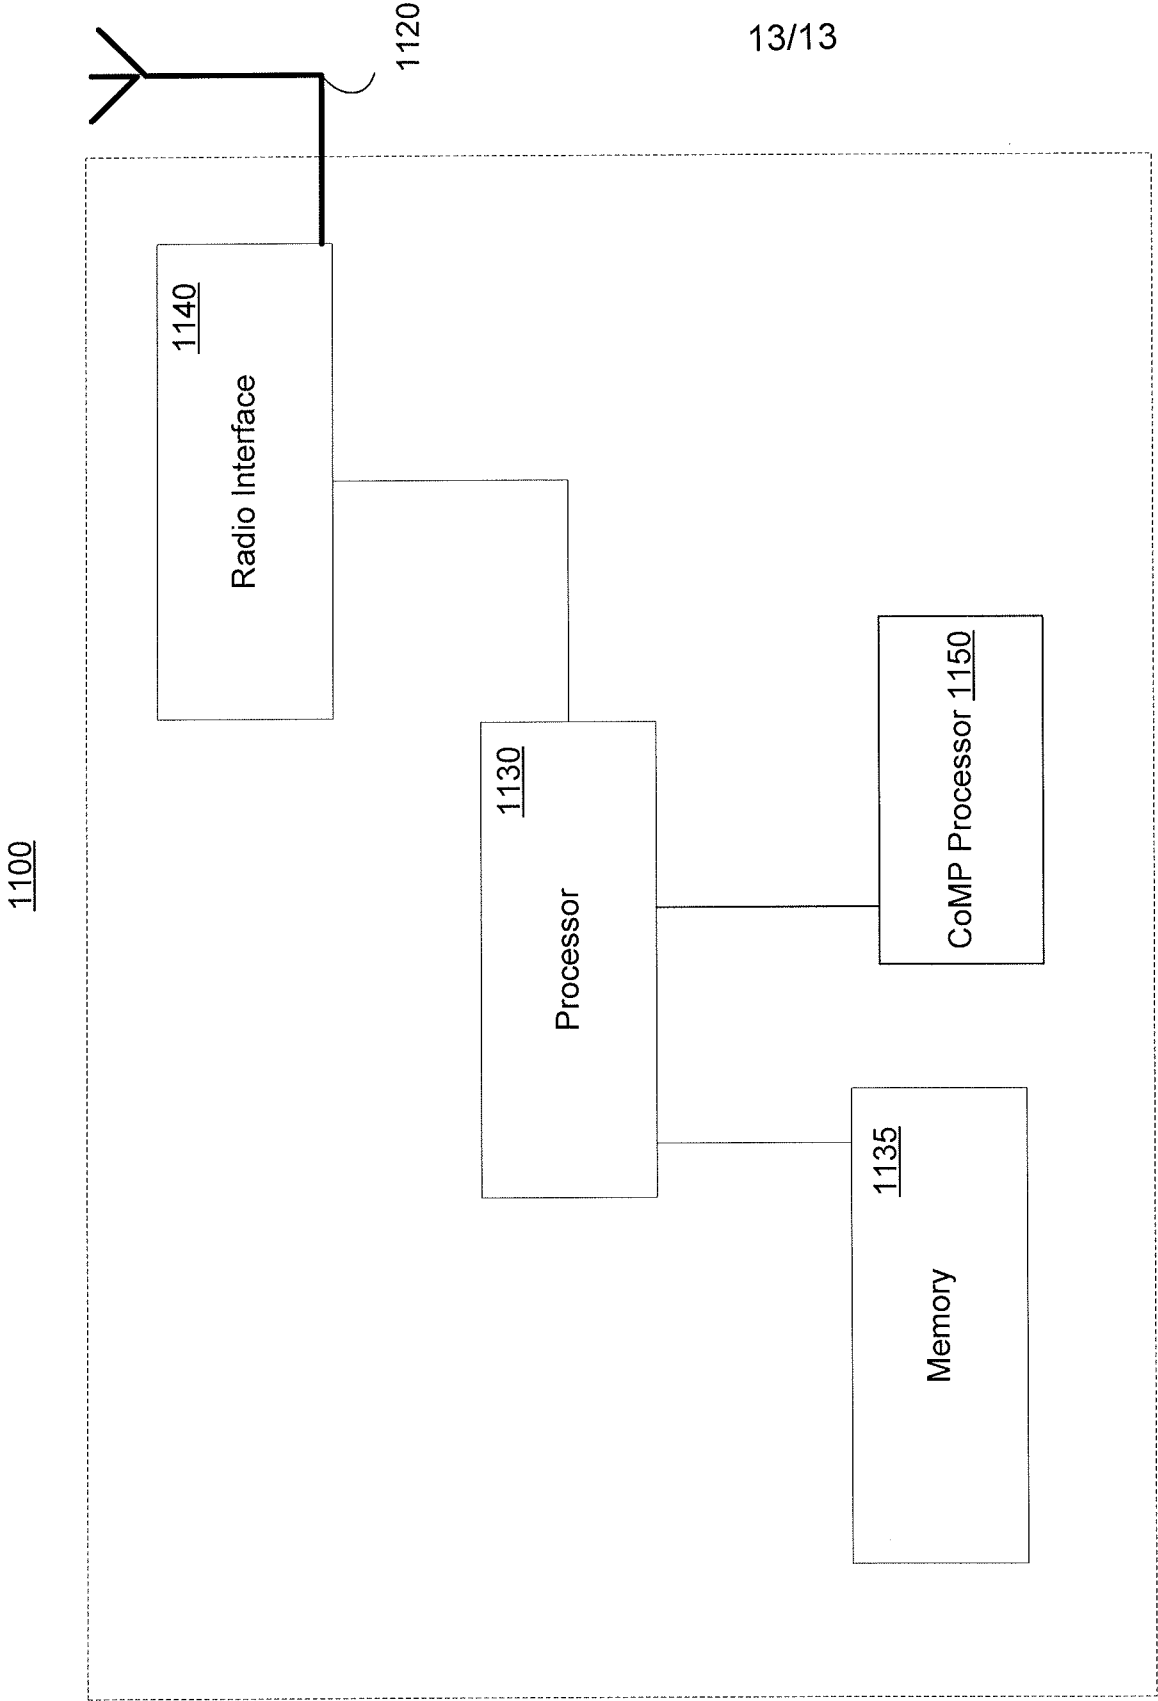 13/13
1100
1120
1140
Radio Interface
1130
Processor
CoMP Processor 1150
1135
Memory